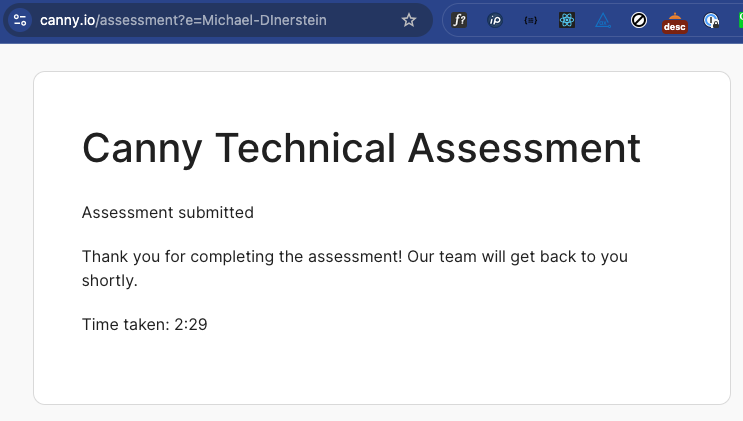 canny.io/assessment?e=Michael-DInerstein
f?
iP
{≡}
desc
Canny Technical Assessment
Assessment submitted
Thank you for completing the assessment! Our team will get back to you
shortly.
Time taken: 2:29